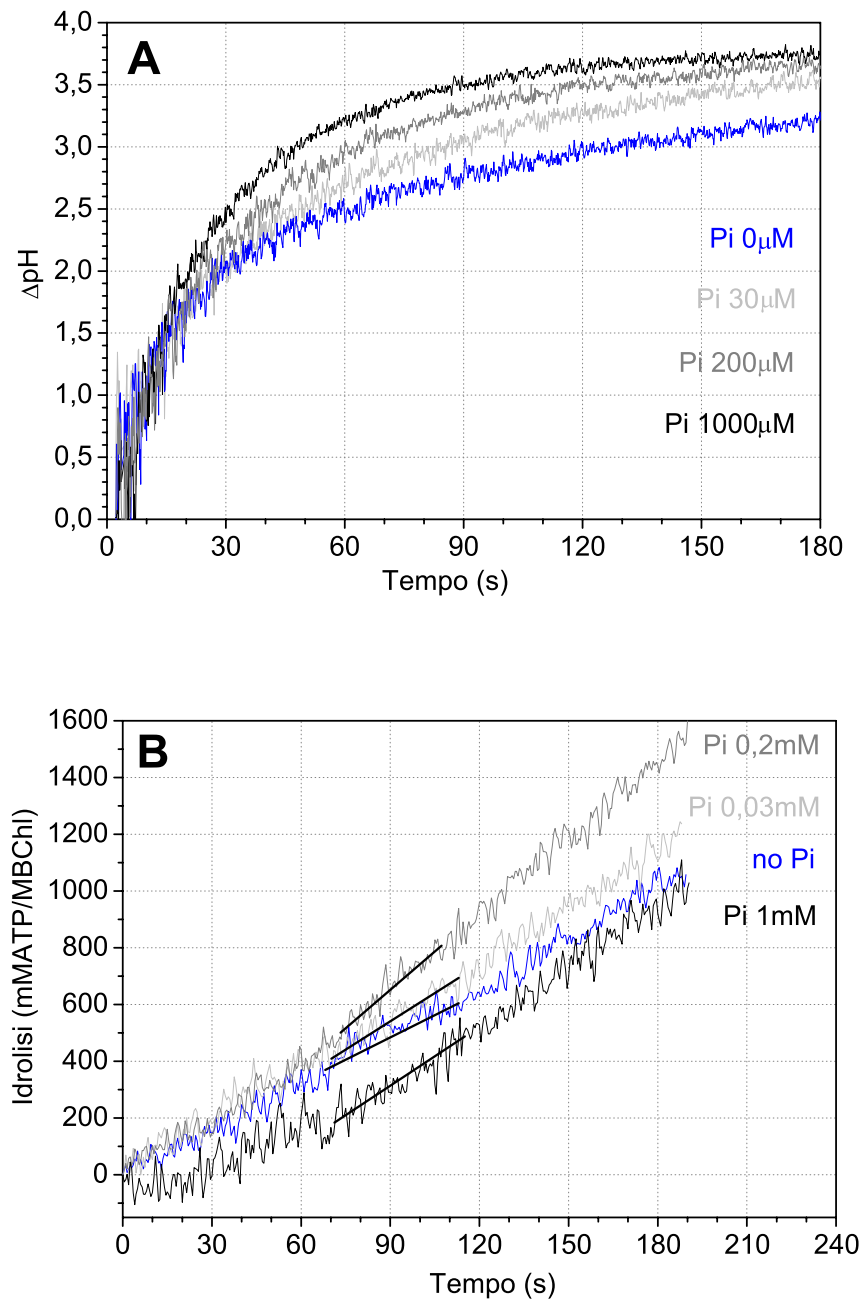 A
4,0
3,5
3,0
2,5
2,0
1,5
1,0
0,5
0,0
ΔpH
Pi 0μM
Pi 30μM
Pi 200μM
Pi 1000μM
0 30 60 90 120 150 180
Tempo (s)
B
1600
1400
1200
1000
800
600
400
200
0
Idrolisi (mMATP/MBChl)
Pi 0,2mM
Pi 0,03mM
no Pi
Pi 1mM
0 30 60 90 120 150 180 210 240
Tempo (s)